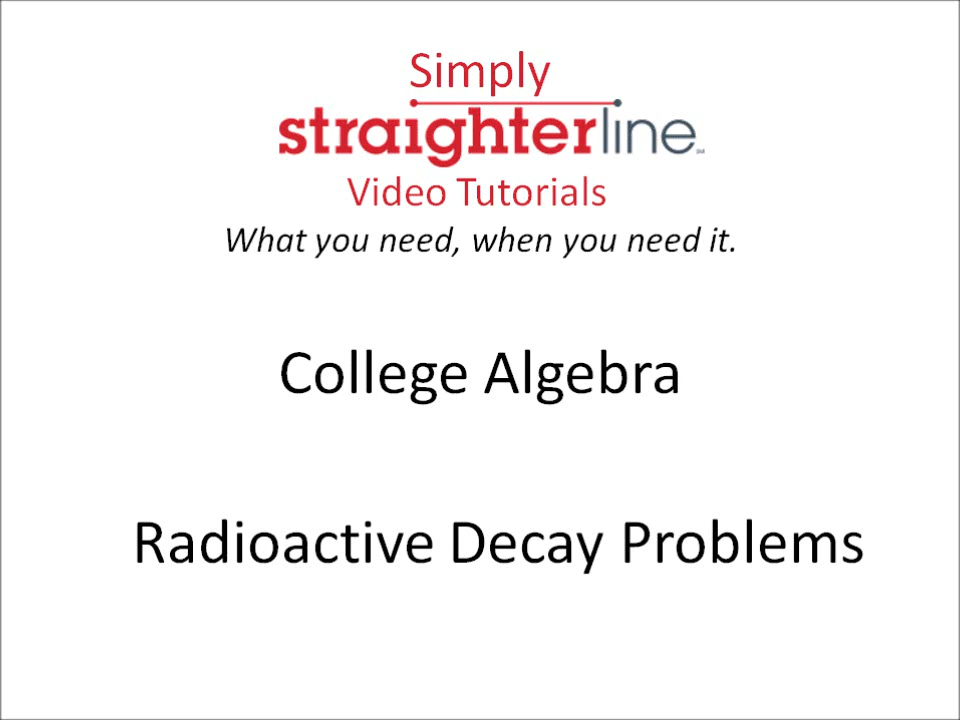 Simply
straighterline
Video Tutorials
What you need, when you need it.
College Algebra
Radioactive Decay Problems